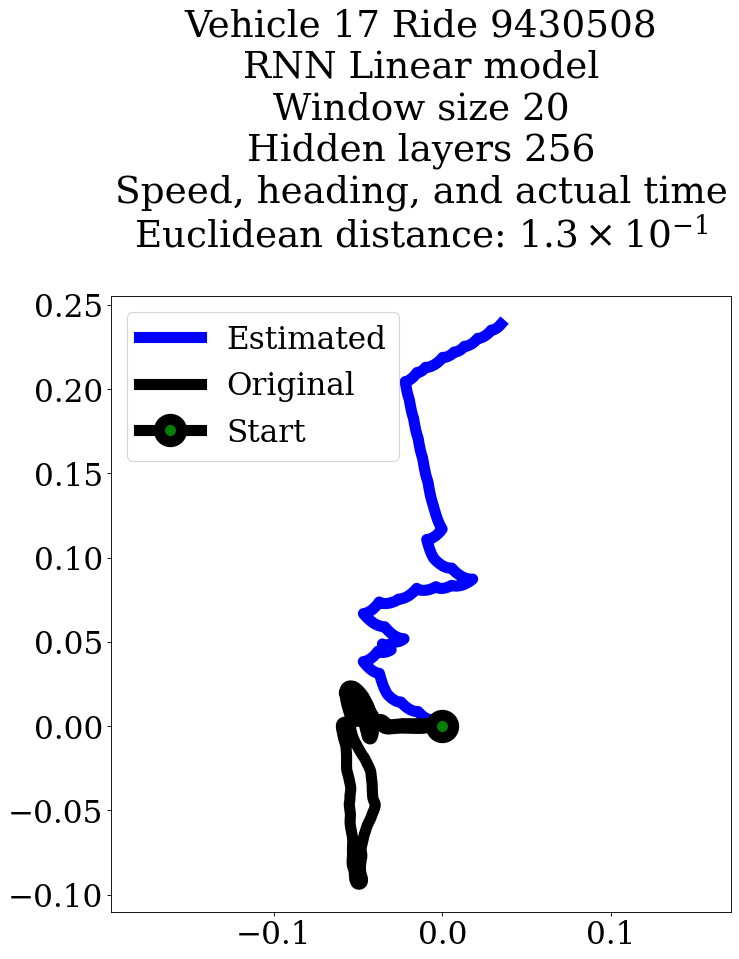 Vehicle 17 Ride 9430508
RNN Linear model
Window size 20
Hidden layers 256
Speed, heading, and actual time
Euclidean distance: 1.3 × 10⁻¹
0.25
Estimated
0.20
Original
Start
0.15
0.10
0.05
0.00
−0.05
−0.10
−0.1 0.0 0.1